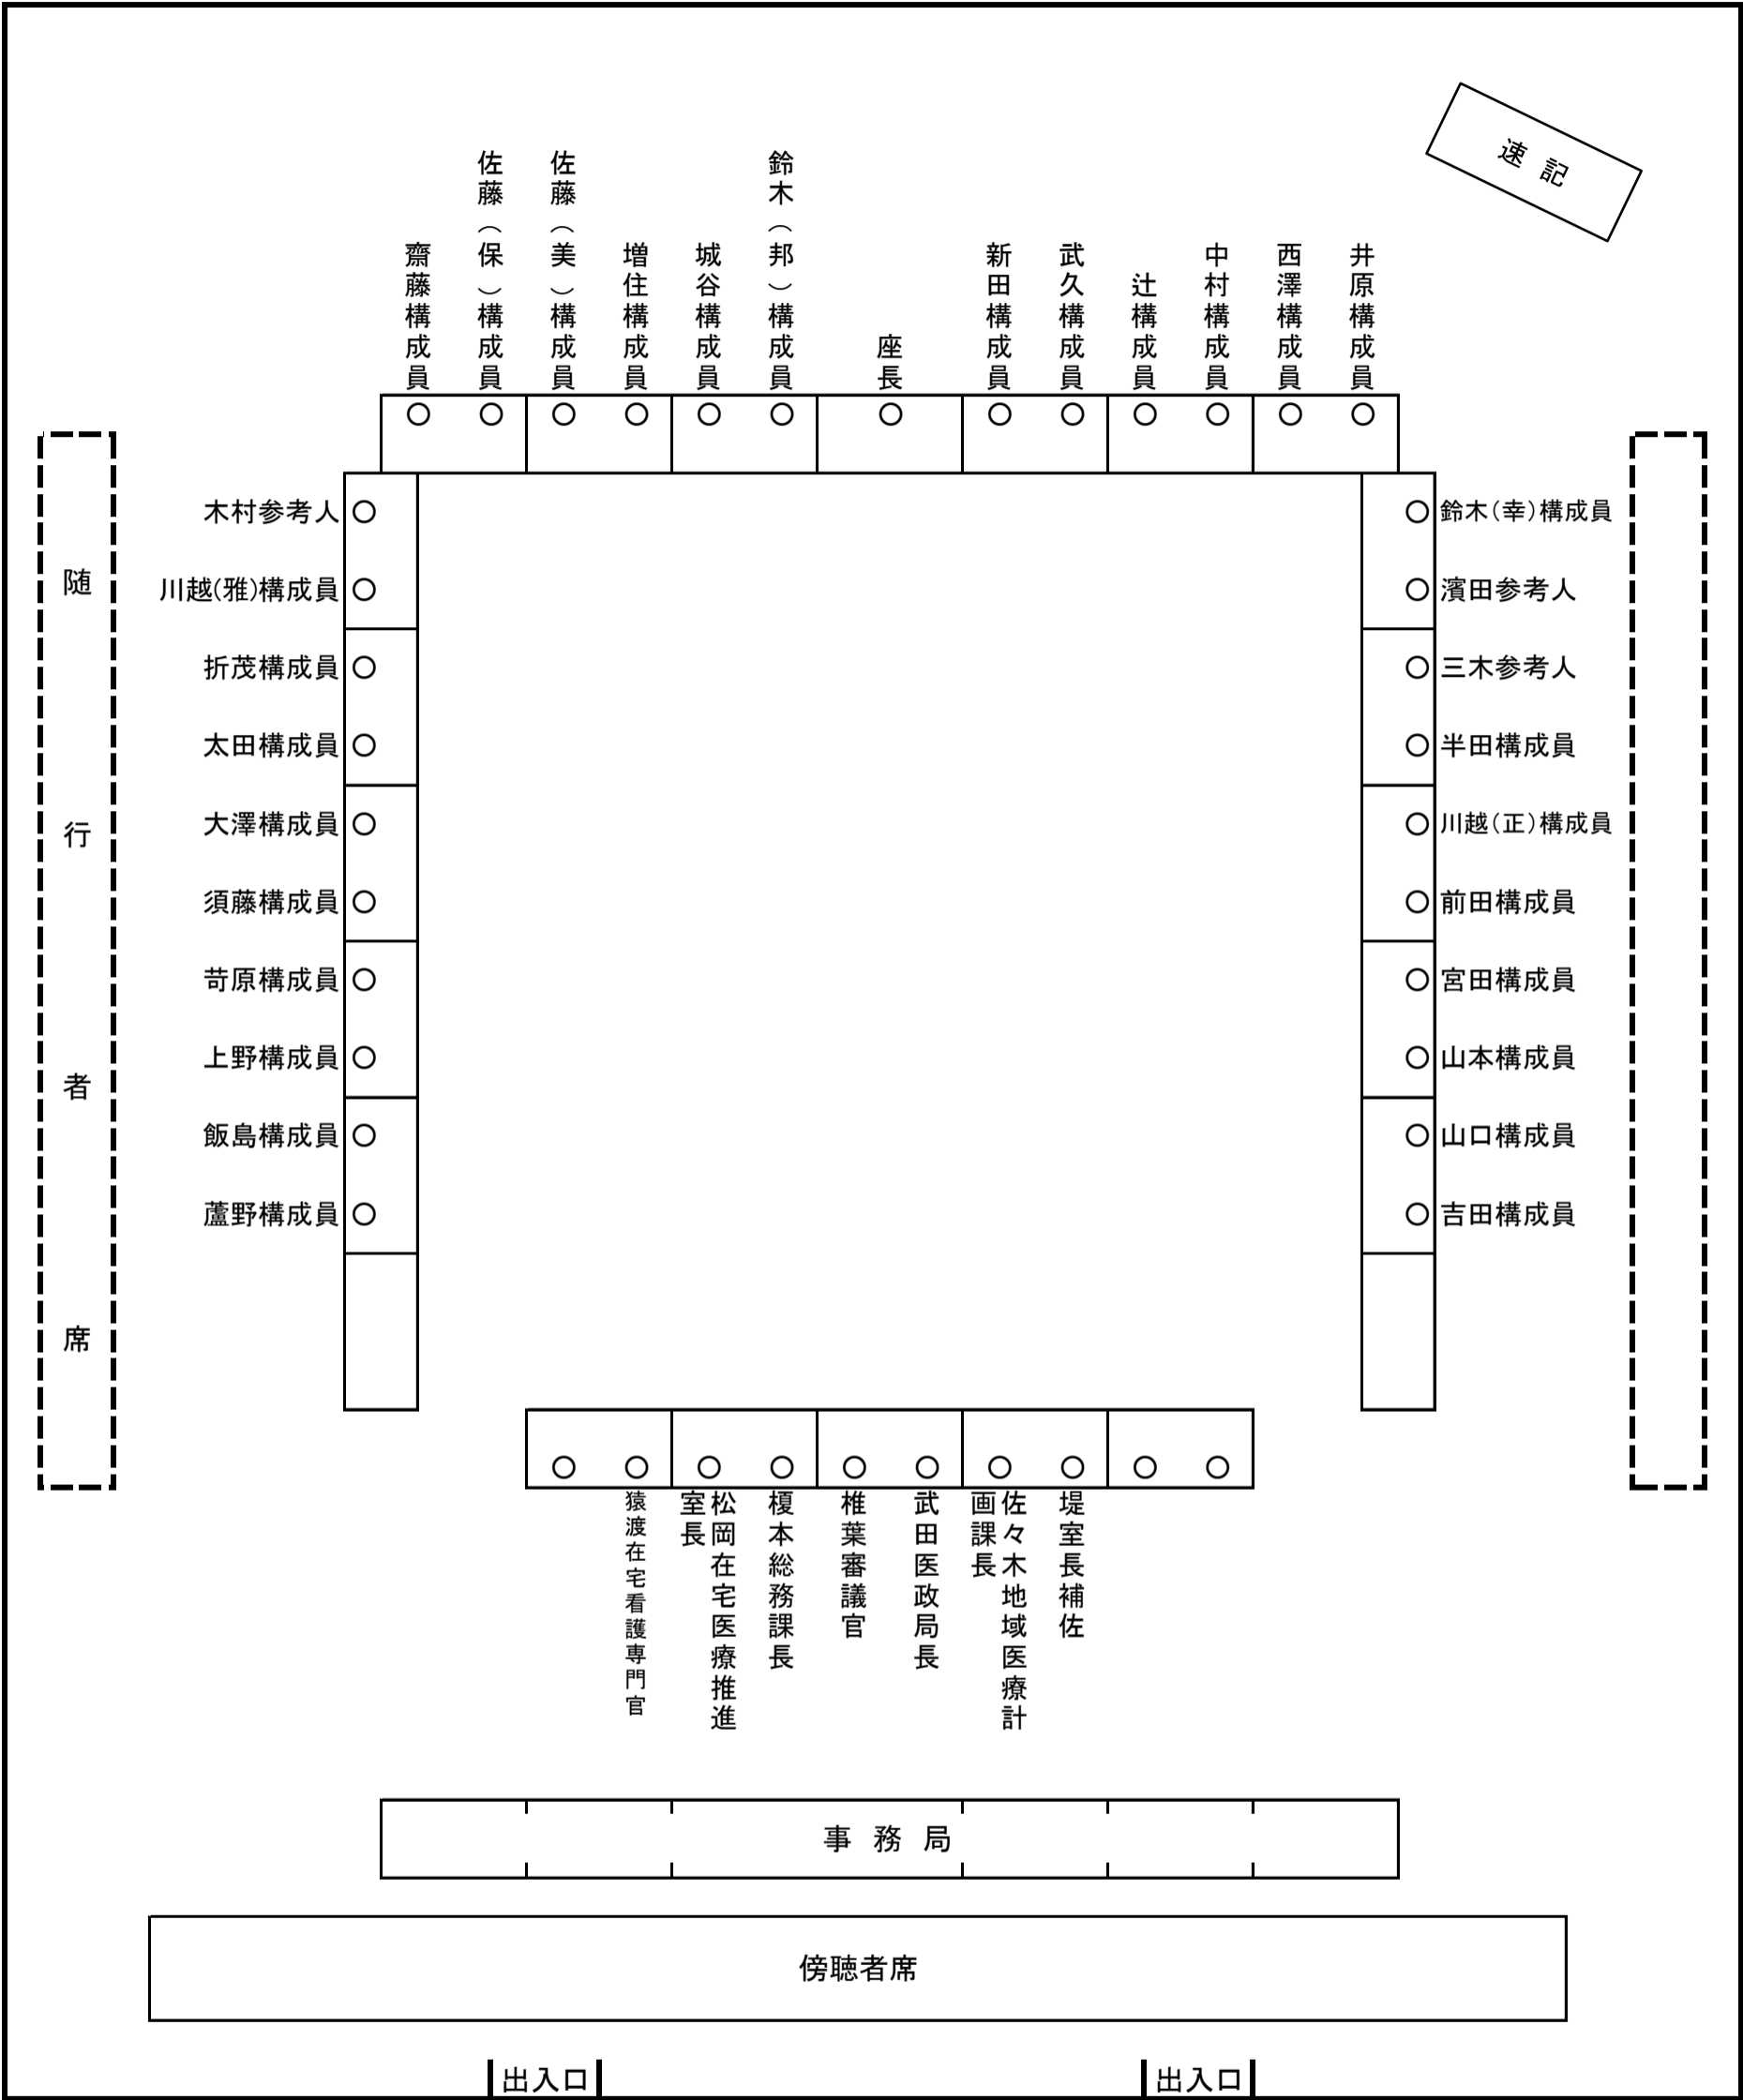 速記
齋藤構成員
佐藤（保）構成員
佐藤（美）構成員
増住構成員
城谷構成員
鈴木（邦）構成員
座長
新田構成員
武久構成員
辻構成員
中村構成員
西澤構成員
井原構成員
随行者席
木村参考人
川越（雅）構成員
折茂構成員
太田構成員
大澤構成員
須藤構成員
苛原構成員
上野構成員
飯島構成員
蘆野構成員
鈴木（幸）構成員
濱田参考人
三木参考人
半田構成員
川越（正）構成員
前田構成員
宮田構成員
山本構成員
山口構成員
吉田構成員
猿渡在宅看護専門官
松岡在宅医療推進
室長
榎本総務課長
椎葉審議官
武田医政局長
佐々木地域医療計
画課長
堤室長補佐
事務局
傍聴者席
出入口
出入口